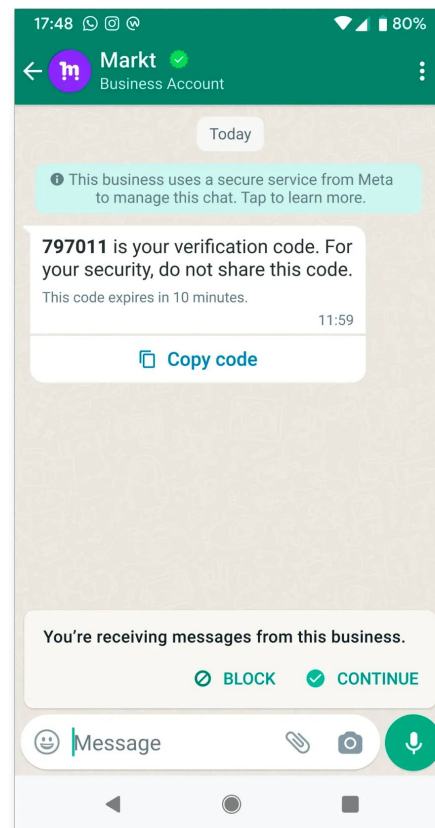 17:48 80%
Markt
Business Account
Today
This business uses a secure service from Meta
to manage this chat. Tap to learn more.
797011 is your verification code. For
your security, do not share this code.
This code expires in 10 minutes.
11:59
Copy code
You’re receiving messages from this business.
BLOCK CONTINUE
Message